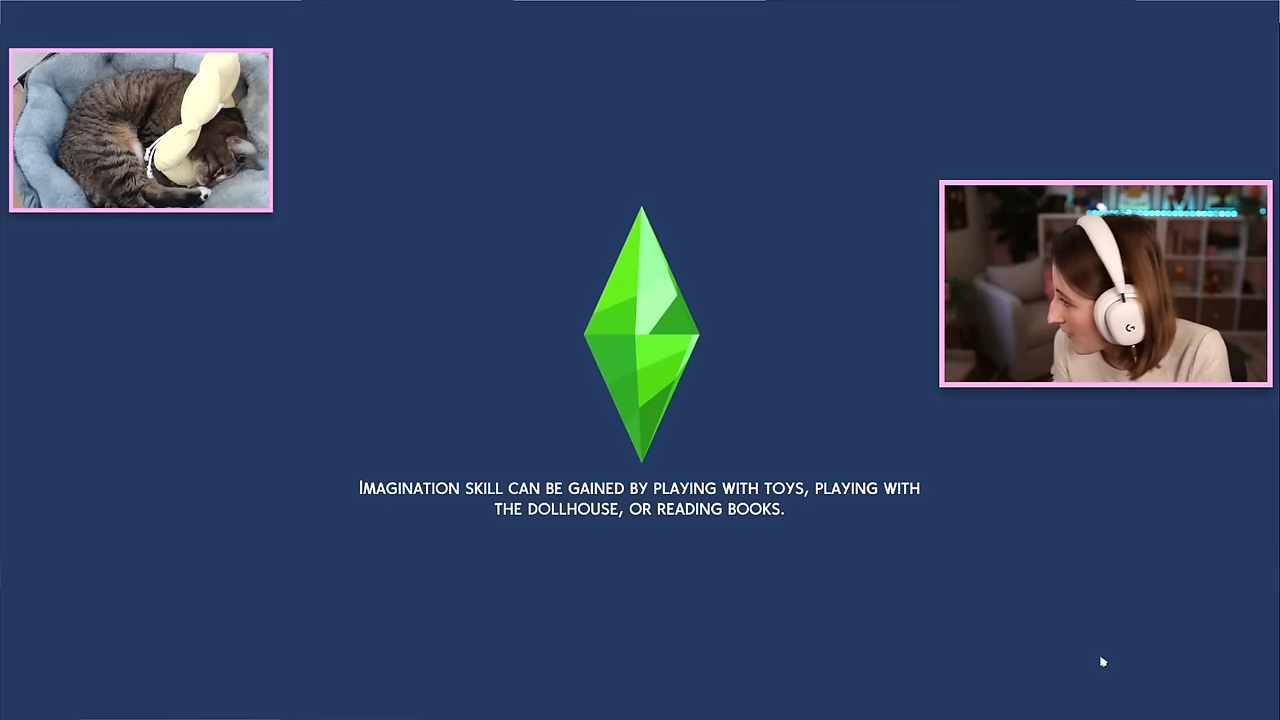 Imagination skill can be gained by playing with toys, playing with
the dollhouse, or reading books.